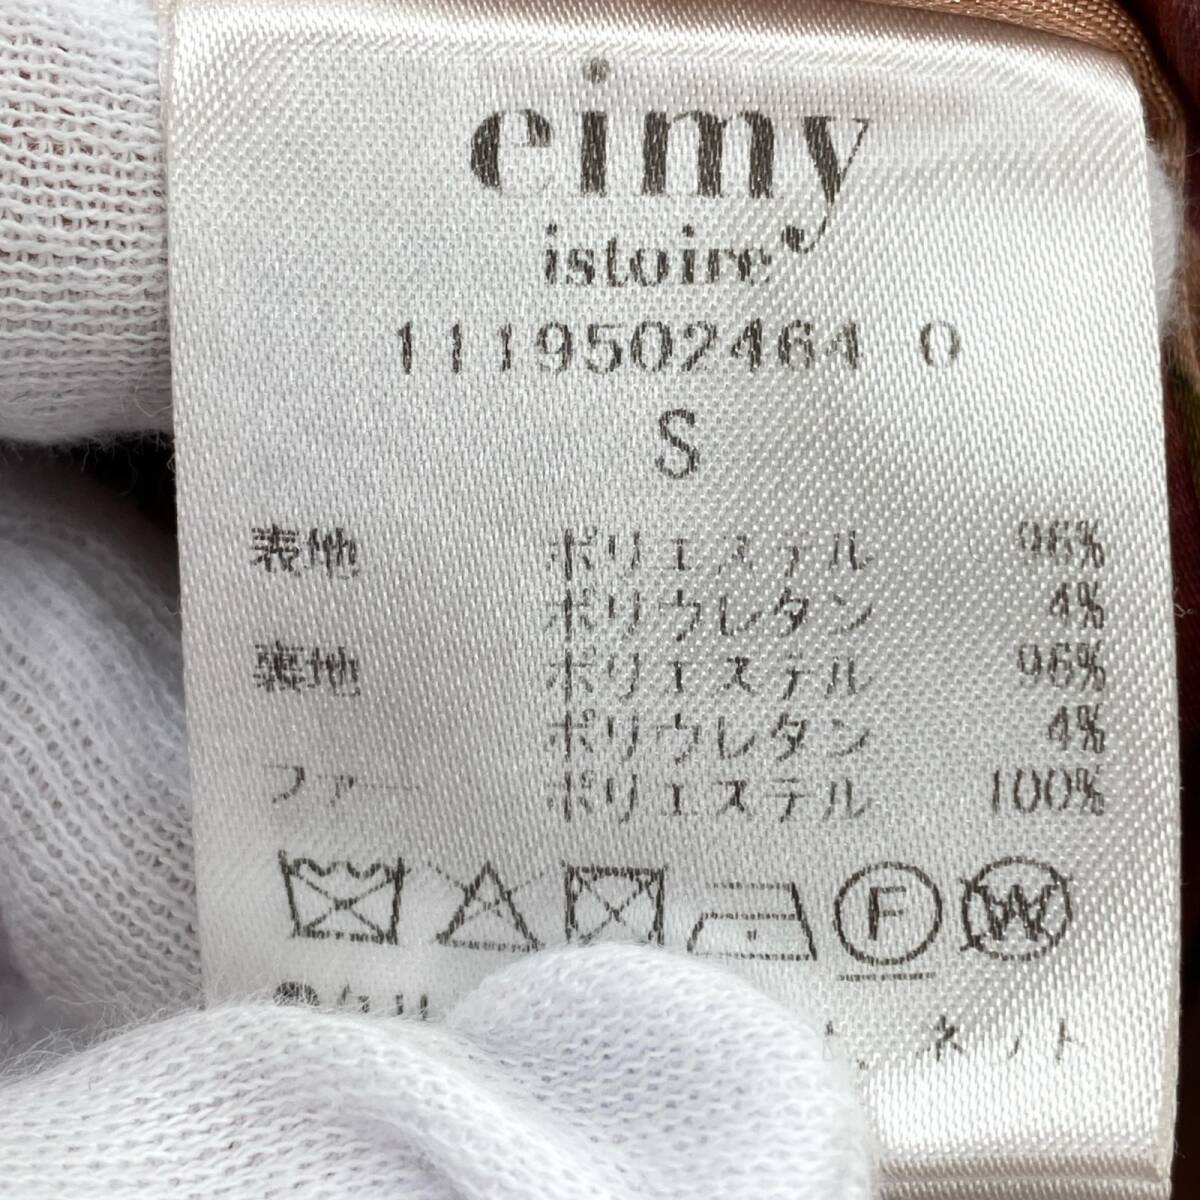 eimy
istoire
1119502464 0
S
表地 ポリエステル 96%
ポリウレタン 4%
裏地 ポリエステル 96%
ポリウレタン 4%
ファー ポリエステル 100%
F W
ネット